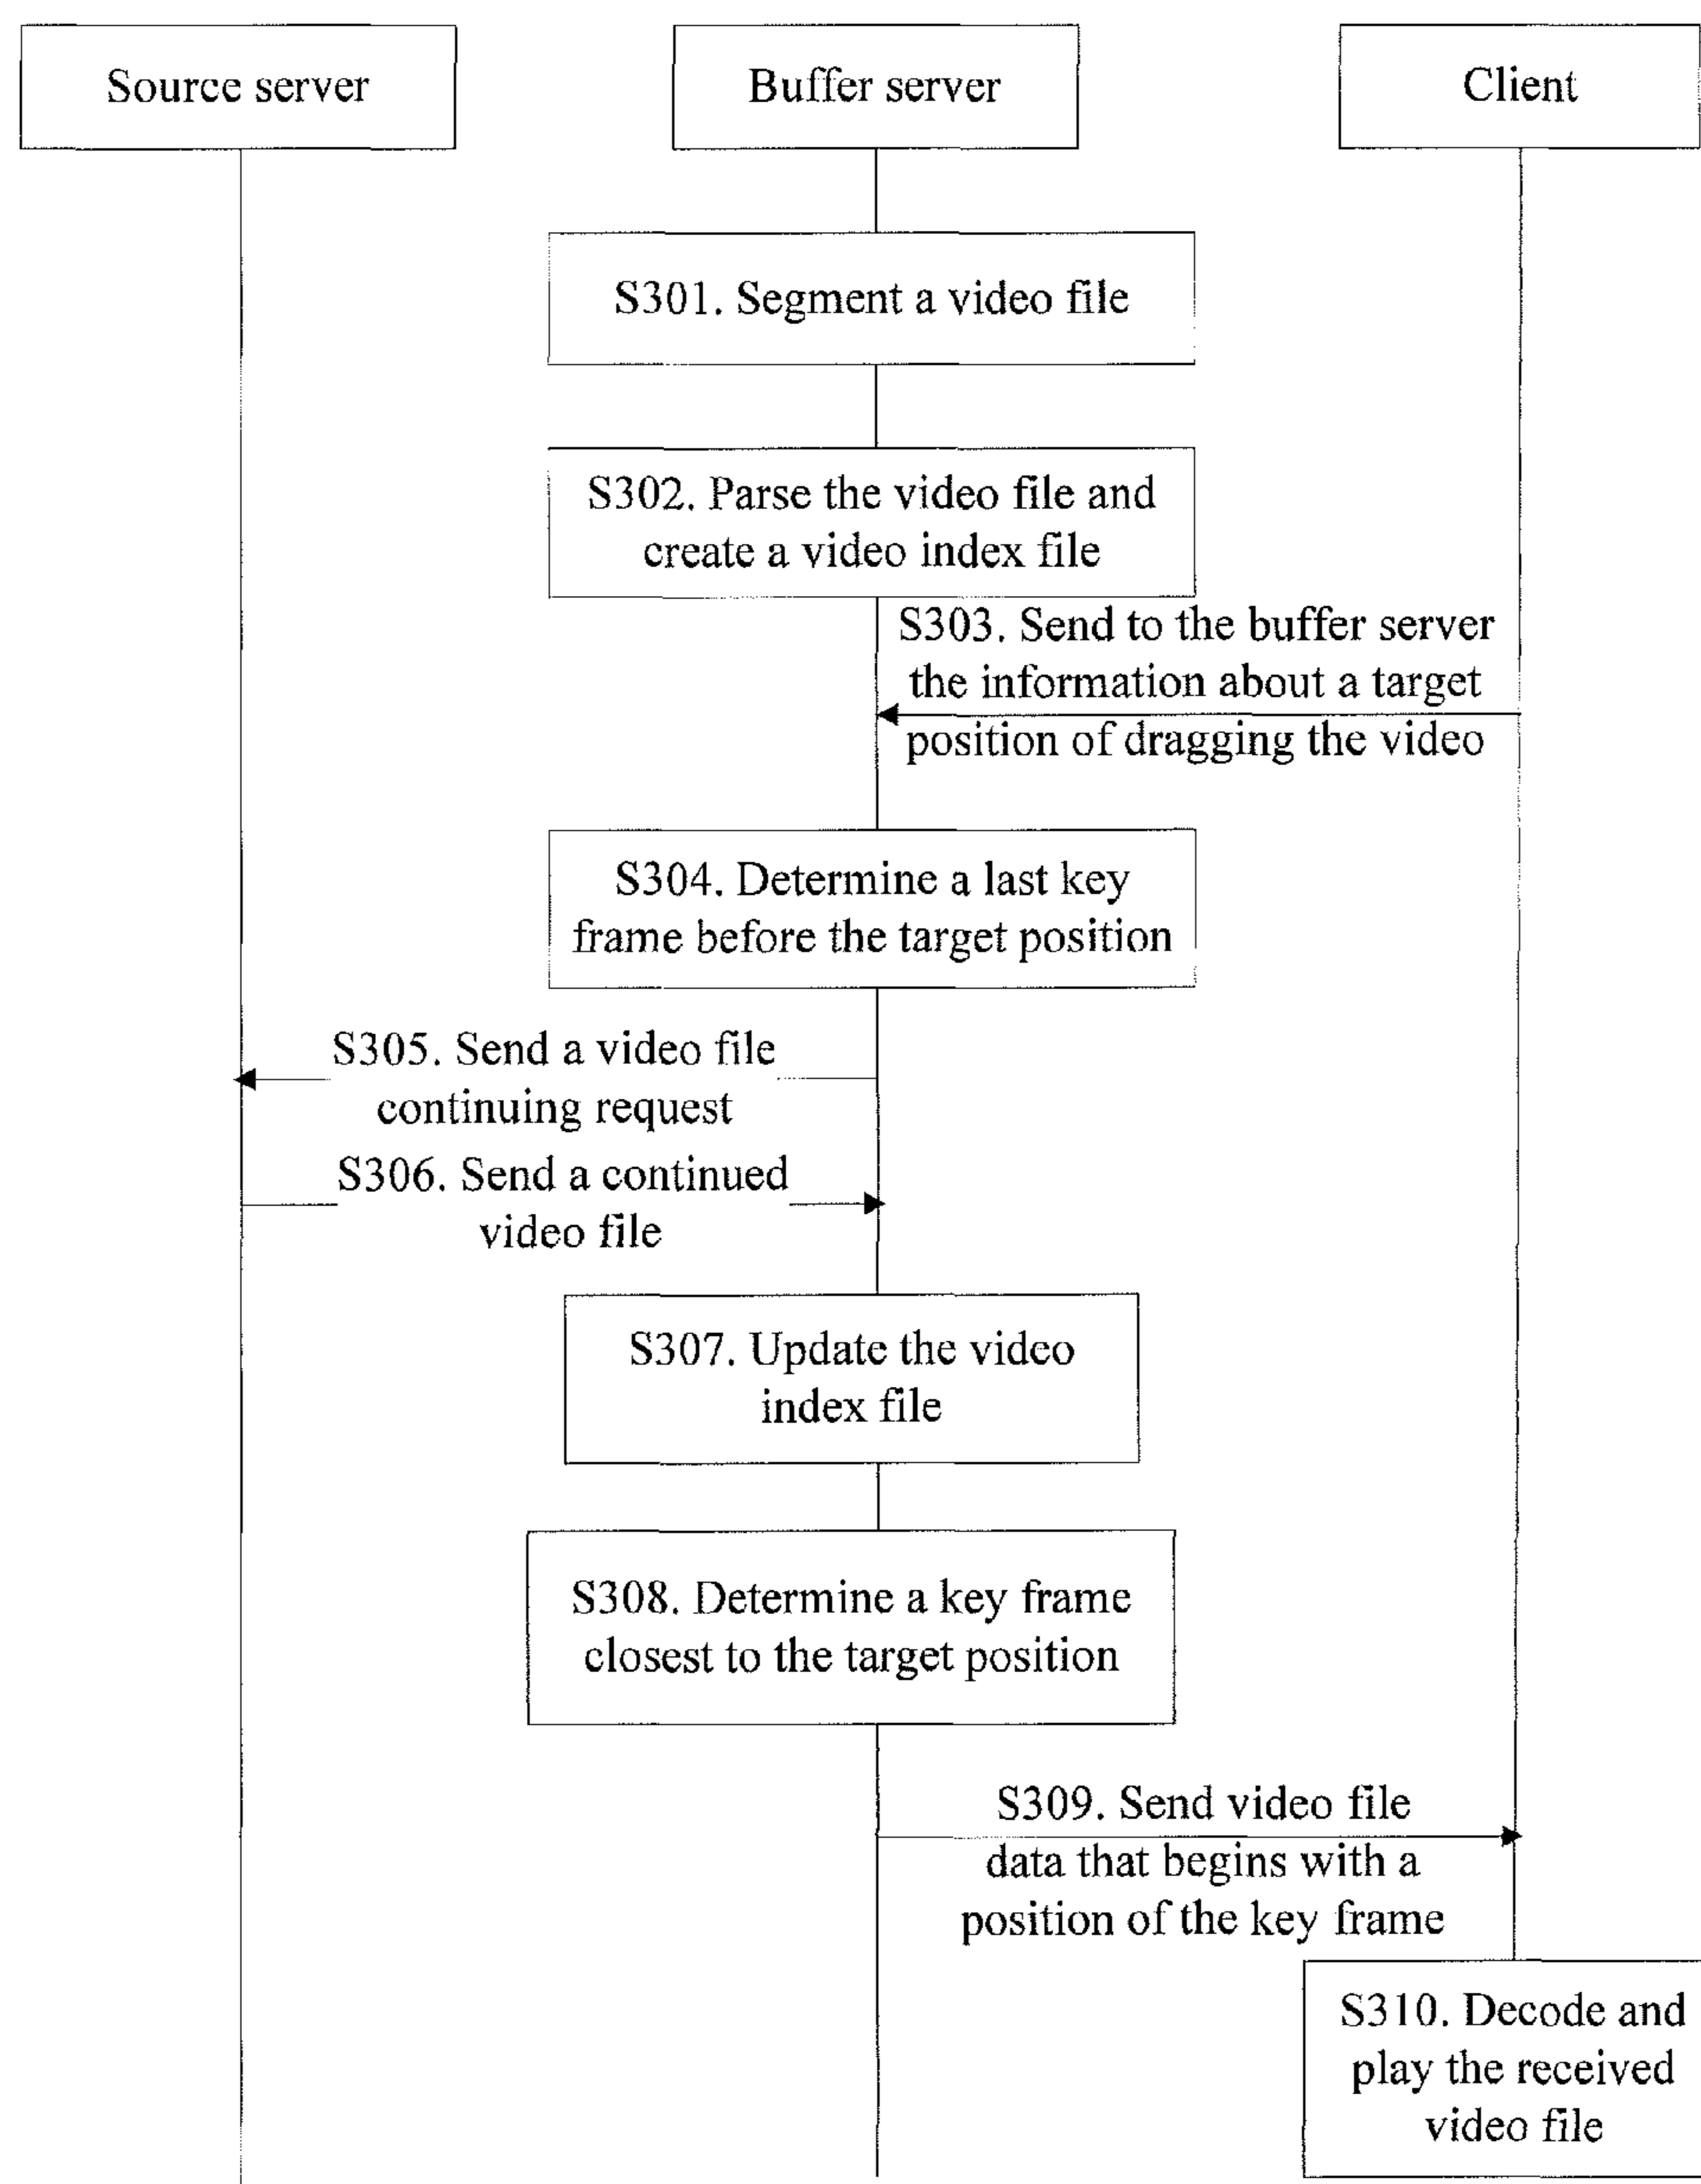 Source server
Buffer server
Client
S301. Segment a video file
S302. Parse the video file and
create a video index file
S303. Send to the buffer server
the information about a target
position of dragging the video
S304. Determine a last key
frame before the target position
S305. Send a video file
continuing request
S306. Send a continued
video file
S307. Update the video
index file
S308. Determine a key frame
closest to the target position
S309. Send video file
data that begins with a
position of the key frame
S310. Decode and
play the received
video file